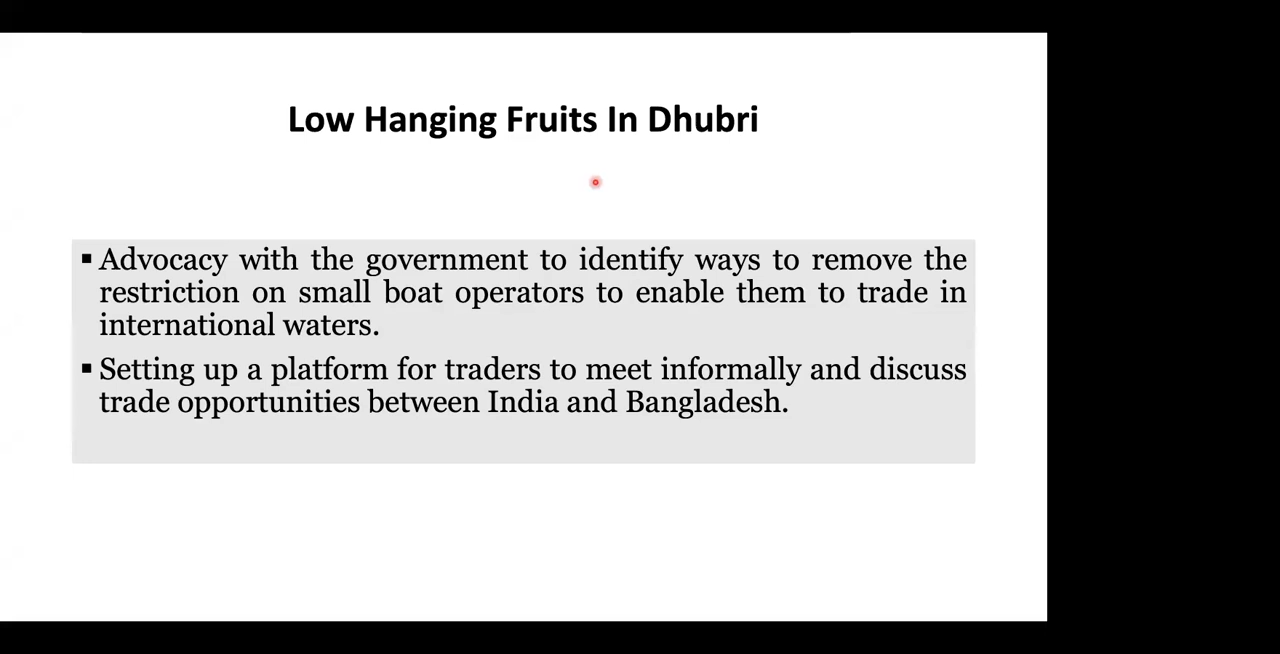 Low Hanging Fruits In Dhubri
▪ Advocacy with the government to identify ways to remove the
restriction on small boat operators to enable them to trade in
international waters.
▪ Setting up a platform for traders to meet informally and discuss
trade opportunities between India and Bangladesh.